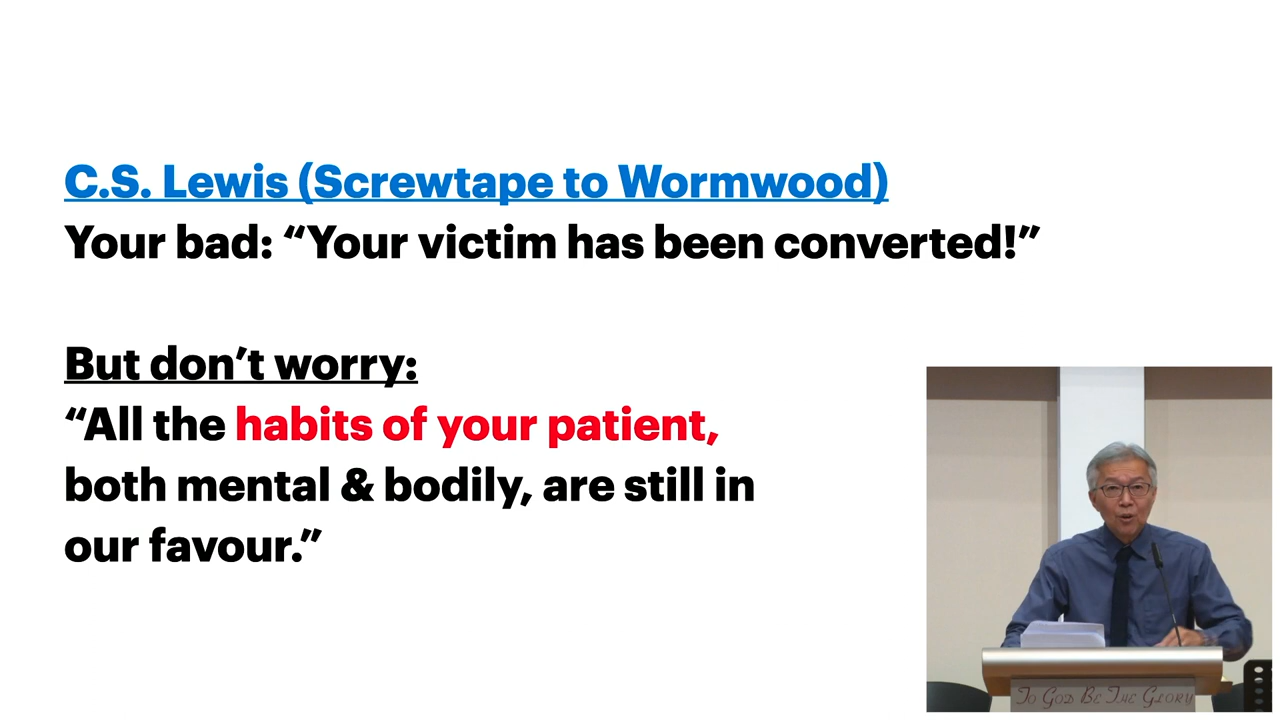 C.S. Lewis (Screwtape to Wormwood)
Your bad: “Your victim has been converted!”
But don’t worry:
“All the habits of your patient,
both mental & bodily, are still in
our favour.”
To God Be The Glory